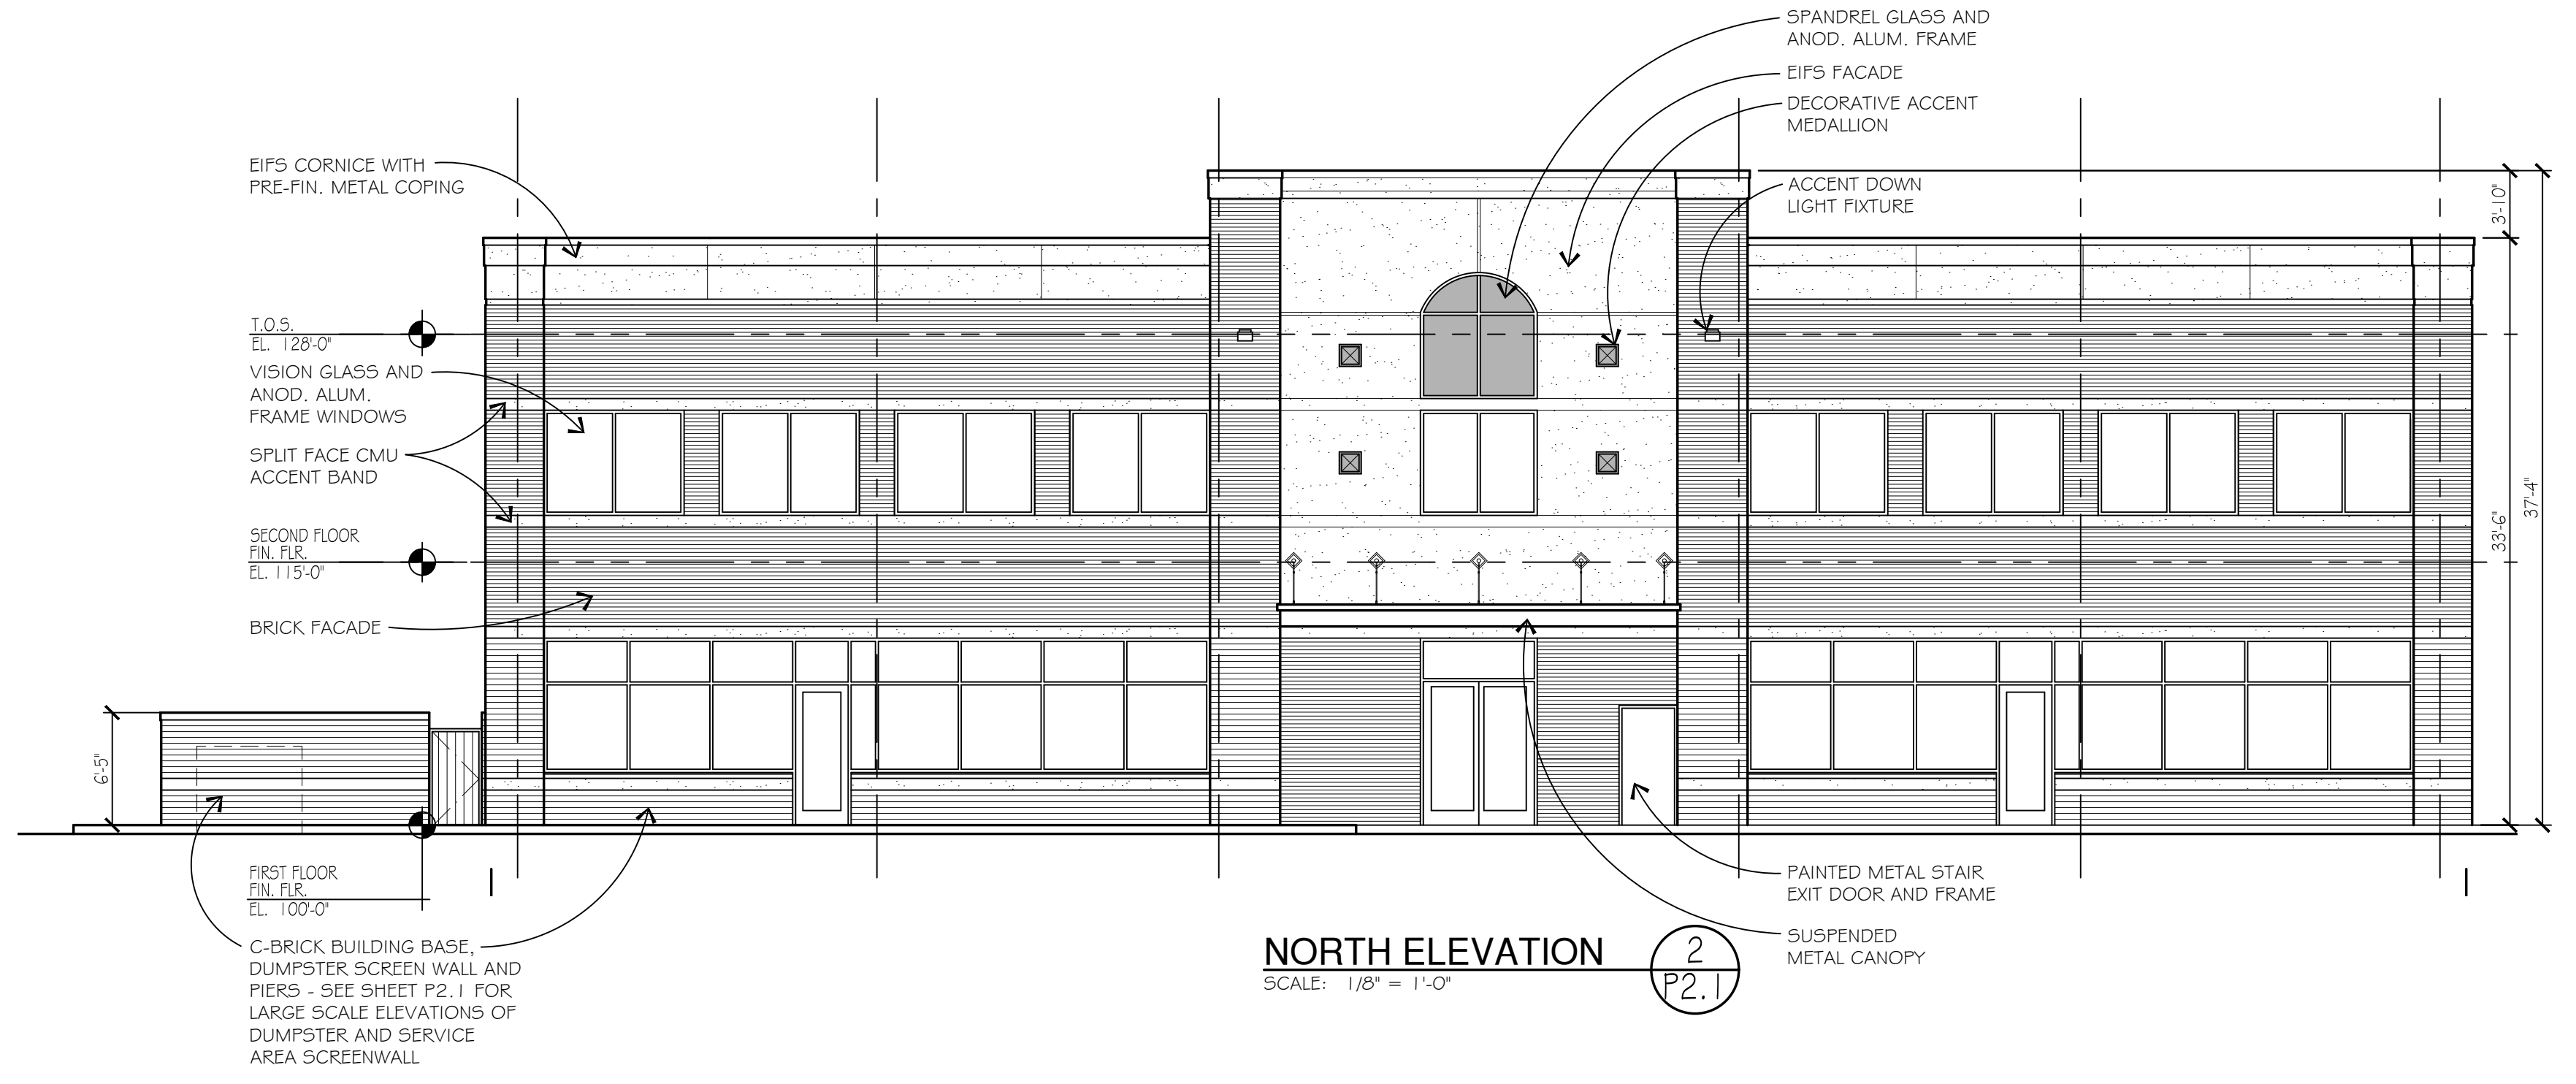 SPANDREL GLASS AND
ANOD. ALUM. FRAME
EIFS FACADE
DECORATIVE ACCENT
MEDALLION
ACCENT DOWN
LIGHT FIXTURE
3'-10"
37'-4"
33'-6"
EIFS CORNICE WITH
PRE-FIN. METAL COPING
T.O.S.
EL. 128'-0"
VISION GLASS AND
ANOD. ALUM.
FRAME WINDOWS
SPLIT FACE CMU
ACCENT BAND
SECOND FLOOR
FIN. FLR.
EL. 115'-0"
BRICK FACADE
6'-5"
FIRST FLOOR
FIN. FLR.
EL. 100'-0"
C-BRICK BUILDING BASE,
DUMPSTER SCREEN WALL AND
PIERS - SEE SHEET P2.1 FOR
LARGE SCALE ELEVATIONS OF
DUMPSTER AND SERVICE
AREA SCREENWALL
PAINTED METAL STAIR
EXIT DOOR AND FRAME
SUSPENDED
METAL CANOPY
NORTH ELEVATION
SCALE: 1/8" = 1'-0"
2
P2.1